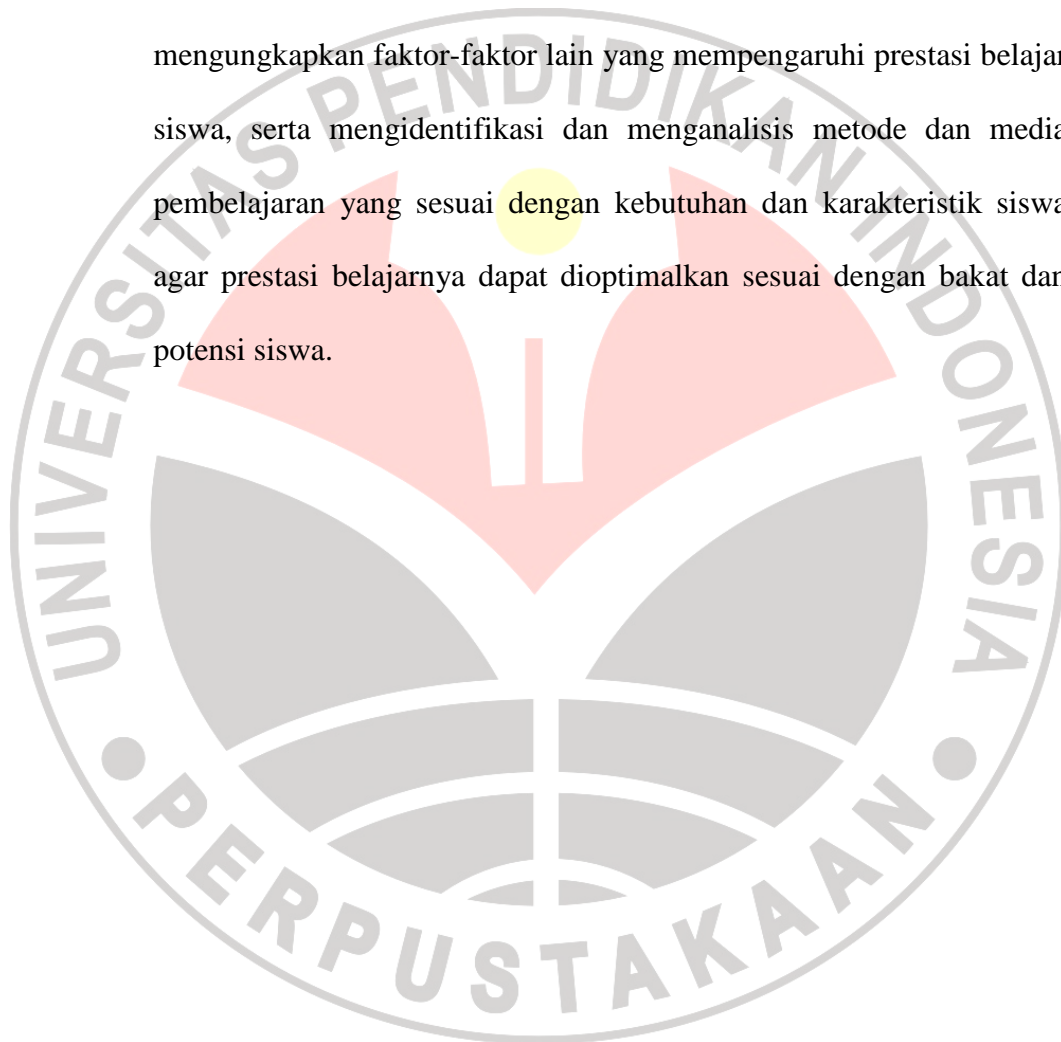 mengungkapkan faktor-faktor lain yang mempengaruhi prestasi belajar
siswa, serta mengidentifikasi dan menganalisis metode dan media
pembelajaran yang sesuai dengan kebutuhan dan karakteristik siswa
agar prestasi belajarnya dapat dioptimalkan sesuai dengan bakat dan
potensi siswa.
UNIVERSITAS PENDIDIKAN INDONESIA
PERPUSTAKAAN